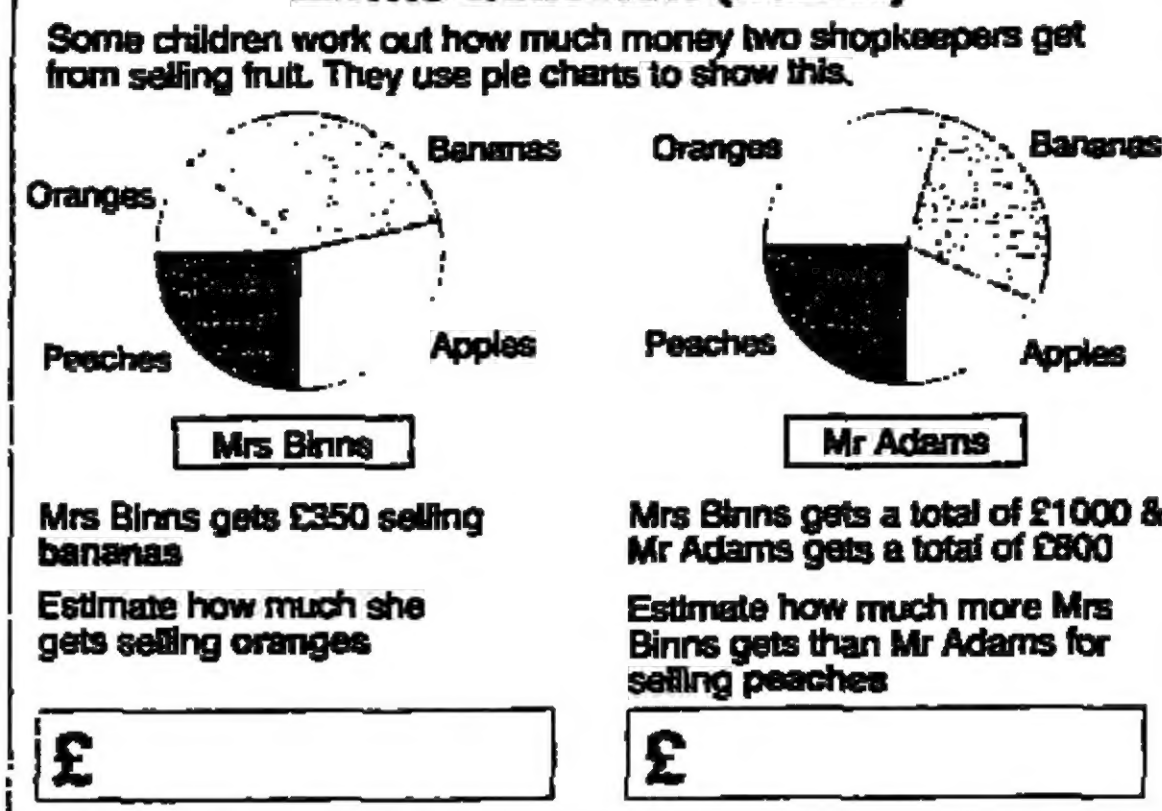 Some children work out how much money two shopkeepers get
from selling fruit. They use pie charts to show this.
Bananas
Oranges
Peaches
Apples
Mrs Binns
Oranges
Bananas
Peaches
Apples
Mr Adams
Mrs Binns gets £350 selling
bananas
Estimate how much she
gets selling oranges
£
Mrs Binns gets a total of £1000 &
Mr Adams gets a total of £800
Estimate how much more Mrs
Binns gets than Mr Adams for
selling peaches
£